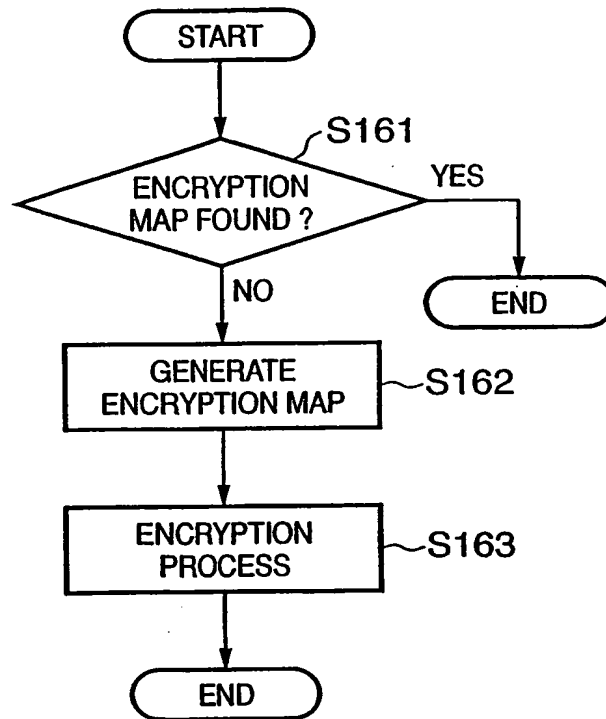 START
S161
ENCRYPTION
MAP FOUND ?
YES
NO
END
GENERATE
ENCRYPTION MAP
S162
ENCRYPTION
PROCESS
S163
END